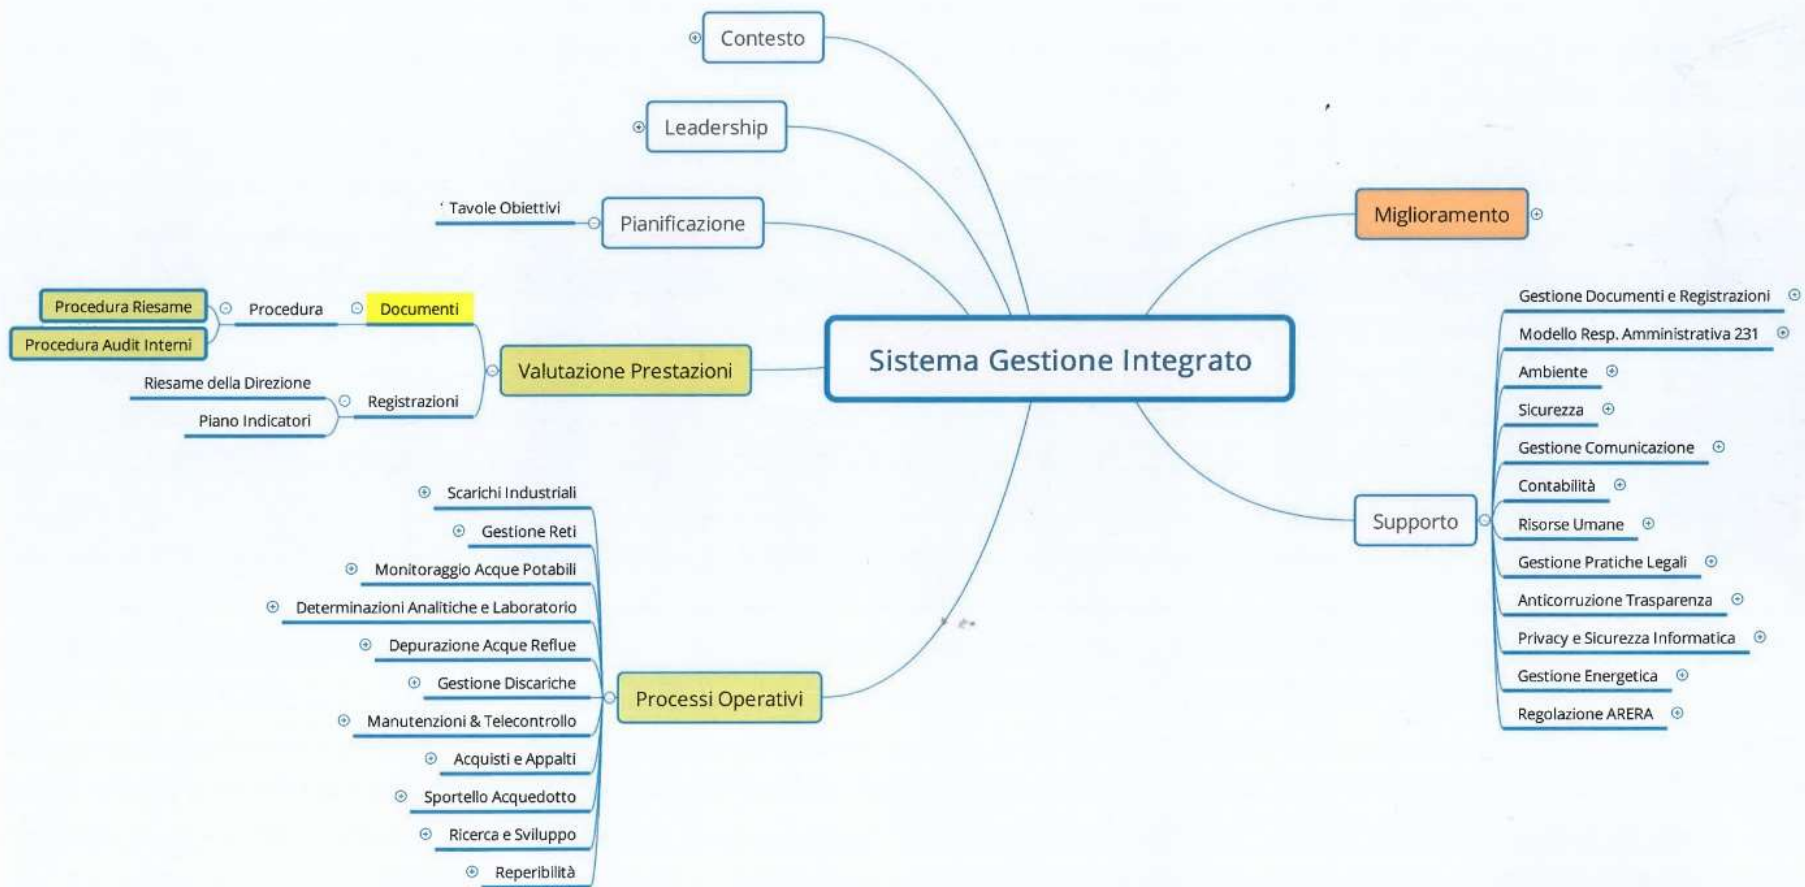 Contesto
Leadership
Tavole Obiettivi
Pianificazione
Procedura Riesame
Procedura Audit Interni
Procedura
Documenti
Riesame della Direzione
Piano Indicatori
Registrazioni
Valutazione Prestazioni
Sistema Gestione Integrato
Scarichi Industriali
Gestione Reti
Monitoraggio Acque Potabili
Determinazioni Analitiche e Laboratorio
Depurazione Acque Reflue
Gestione Discariche
Manutenzioni & Telecontrollo
Acquisti e Appalti
Sportello Acquedotto
Ricerca e Sviluppo
Reperibilità
Processi Operativi
Miglioramento
Supporto
Gestione Documenti e Registrazioni
Modello Resp. Amministrativa 231
Ambiente
Sicurezza
Gestione Comunicazione
Contabilità
Risorse Umane
Gestione Pratiche Legali
Anticorruzione Trasparenza
Privacy e Sicurezza Informatica
Gestione Energetica
Regolazione ARERA